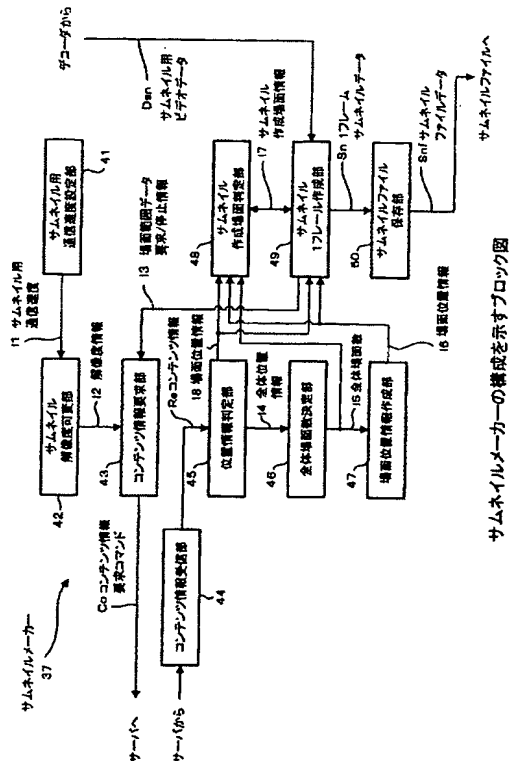 サムネイルメーカー
37
サーバへ
サーバから
Co コンテンツ情報
要求コマンド
コンテンツ情報受信部
44
I1 サムネイル用
通信速度
サムネイル用
通信速度設定部
41
サムネイル
解像度可変部
42
I2 解像度情報
コンテンツ情報要求部
43
I3 場面範囲データ
要求/停止情報
Re コンテンツ情報
I8 場面位置情報
位置情報判定部
45
I4 全体位置
情報
全体場面数決定部
46
I5 全体場面数
場面位置情報作成部
47
I6 場面位置情報
デコーダから
Dsn サムネイル用
ビデオデータ
サムネイル
作成場面判定部
48
I7 サムネイル
作成場面情報
サムネイル
1フレーム作成部
49
Sn 1フレーム
サムネイルデータ
サムネイルファイル
保存部
50
Snf サムネイル
ファイルデータ
サムネイルファイルへ
サムネイルメーカーの構成を示すブロック図